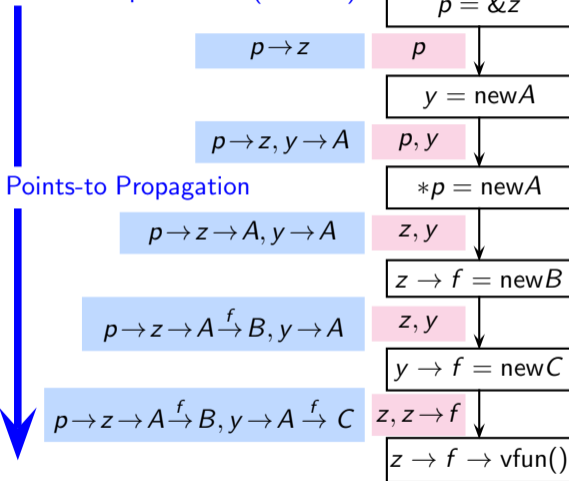 p = &z
p→z p
y = newA
p→z, y→A p, y
Points-to Propagation
*p = newA
p→z→A, y→A z, y
z → f = newB
p→z→A f→ B, y→A z, y
y → f = newC
p→z→A f→ B, y→A f→ C z, z→f
z → f → vfun()